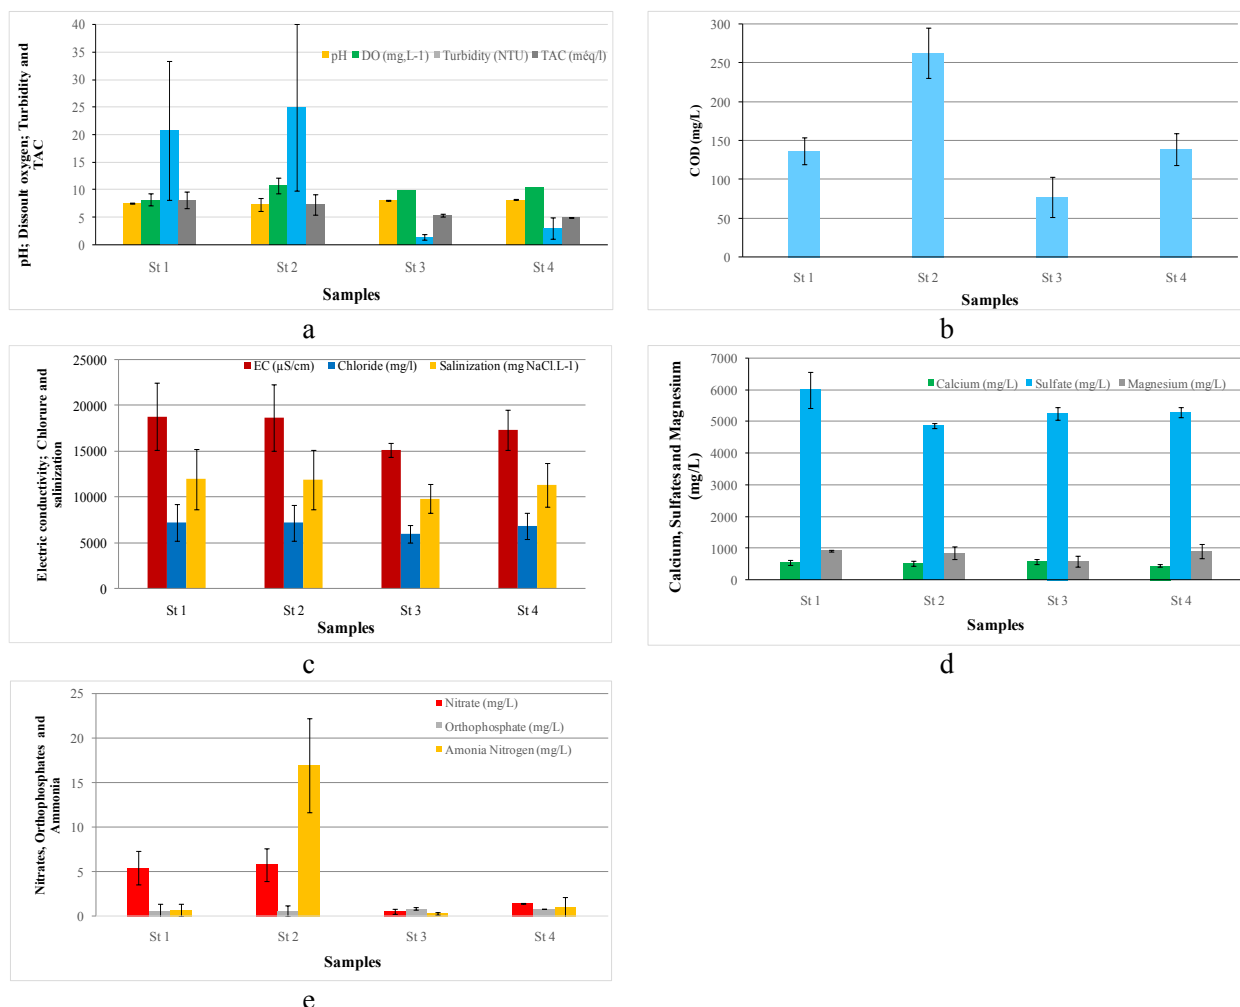 40
35
30
25
20
15
10
5
0
pH; Dissoult oxygen; Turbidity and
TAC
pH DO (mg,L-1) Turbidity (NTU) TAC (méq/l)
St 1 St 2 St 3 St 4
Samples
a
300
250
200
150
100
50
0
COD (mg/L)
St 1 St 2 St 3 St 4
Samples
b
25000
20000
15000
10000
5000
0
Electric conductivity; Chlorure and
salinization
EC (µS/cm) Chloride (mg/l) Salinization (mg NaCl.L-1)
St 1 St 2 St 3 St 4
Samples
c
7000
6000
5000
4000
3000
2000
1000
0
Calcium, Sulfates and Magnesium
(mg/L)
Calcium (mg/L) Sulfate (mg/L) Magnesium (mg/L)
St 1 St 2 St 3 St 4
Samples
d
25
20
15
10
5
0
Nitrates, Orthophosphates and
Ammonia
Nitrate (mg/L)
Orthophosphate (mg/L)
Amonia Nitrogen (mg/L)
St 1 St 2 St 3 St 4
Samples
e